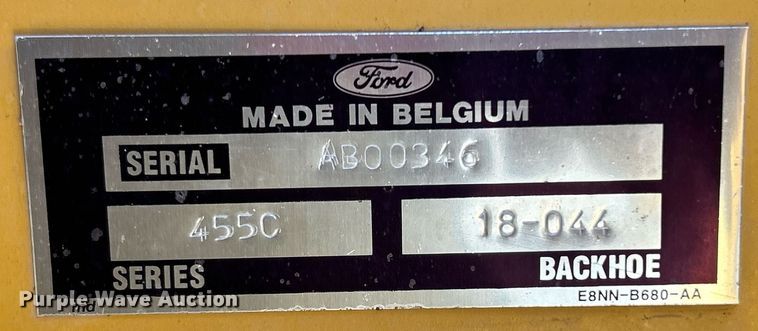 Ford
MADE IN BELGIUM
SERIAL AB00346
455C 18-044
SERIES BACKHOE
E8NN-B680-AA
Purple Wave Auction